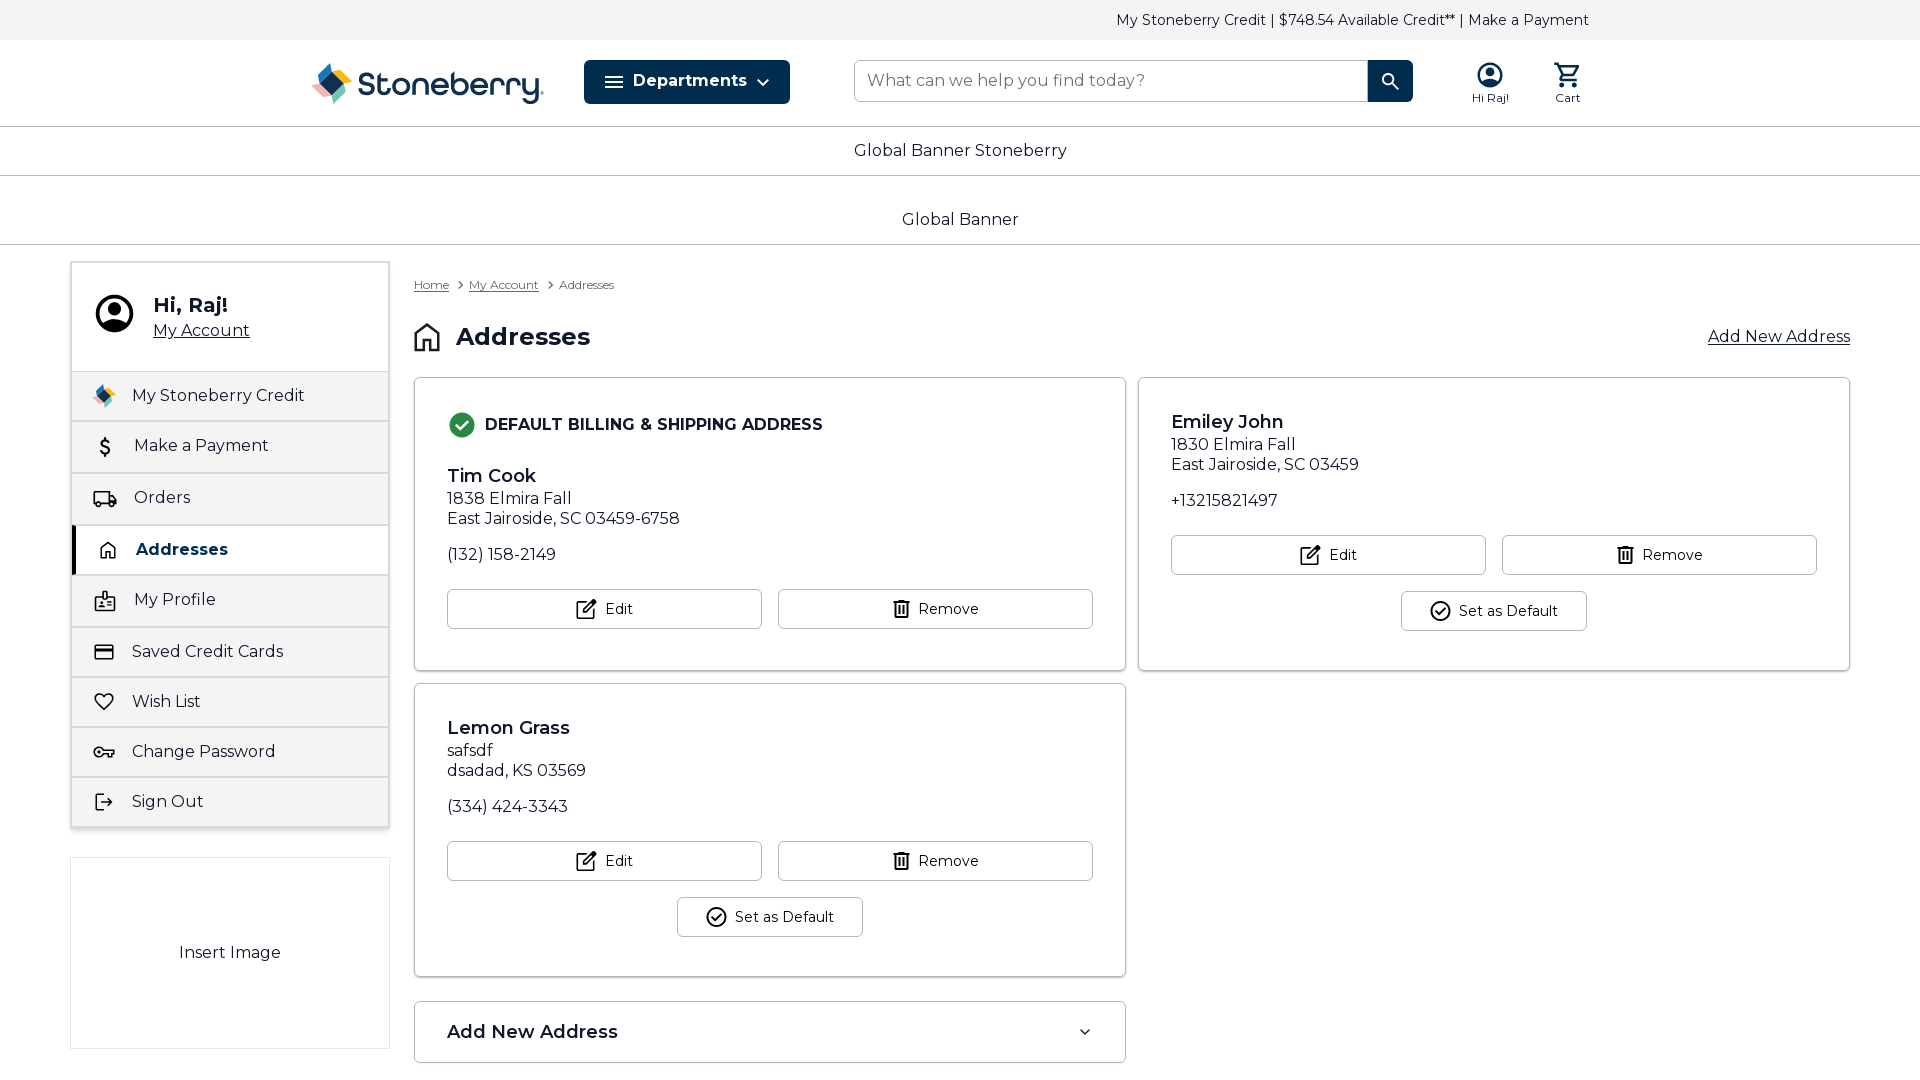 My Stoneberry Credit | $748.54 Available Credit** | Make a Payment
Stoneberry
Departments
What can we help you find today?
Hi Raj!
Cart
Global Banner Stoneberry
Global Banner
Hi, Raj!
My Account
My Stoneberry Credit
Make a Payment
Orders
Addresses
My Profile
Saved Credit Cards
Wish List
Change Password
Sign Out
Insert Image
Home
My Account
Addresses
Addresses
Add New Address
DEFAULT BILLING & SHIPPING ADDRESS
Tim Cook
1838 Elmira Fall
East Jairoside, SC 03459-6758
(132) 158-2149
Edit
Remove
Emiley John
1830 Elmira Fall
East Jairoside, SC 03459
+13215821497
Edit
Remove
Set as Default
Lemon Grass
safsdf
dsadad, KS 03569
(334) 424-3343
Edit
Remove
Set as Default
Add New Address